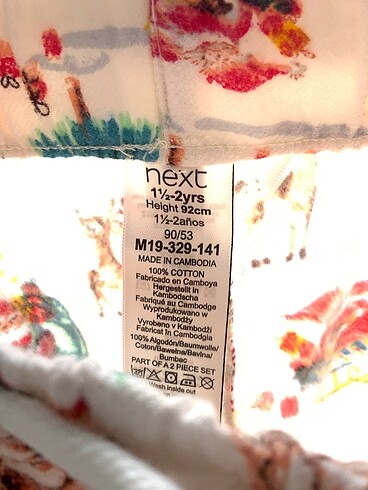 next
1½-2yrs
Height 92cm
1½-2años
90/53
M19-329-141
MADE IN CAMBODIA
100% COTTON
Fabricado en Camboya
Hergestellt in
Kambodscha
Fabriqué au Cambodge
Wyprodukowano w
Kambodży
Vyrobeno v Kambodži
Fabricat în Cambodgia
100% Algodón/Baumwolle/
Coton/Bawełna/Bavlna/
Bumbac
PART OF A 2 PIECE SET
Wash inside out